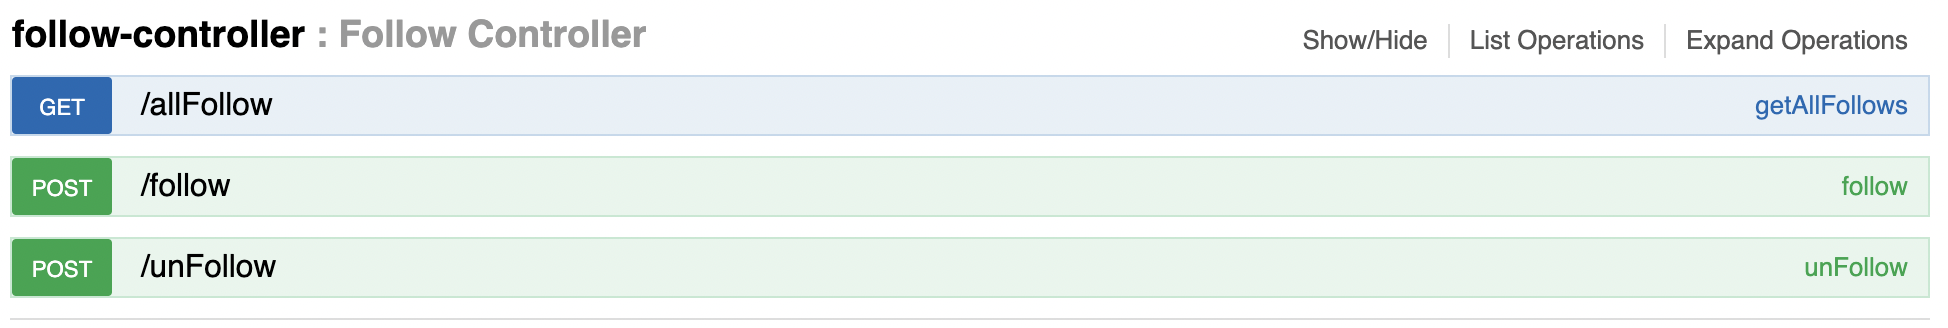 follow-controller : Follow Controller Show/Hide List Operations Expand Operations
GET /allFollow getAllFollows
POST /follow follow
POST /unFollow unFollow